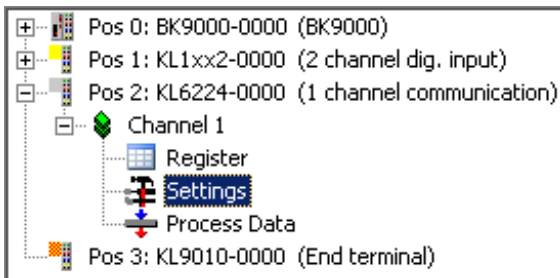 Pos 0: BK9000-0000 (BK9000)
Pos 1: KL1xx2-0000 (2 channel dig. input)
Pos 2: KL6224-0000 (1 channel communication)
Channel 1
Register
Settings
Process Data
Pos 3: KL9010-0000 (End terminal)